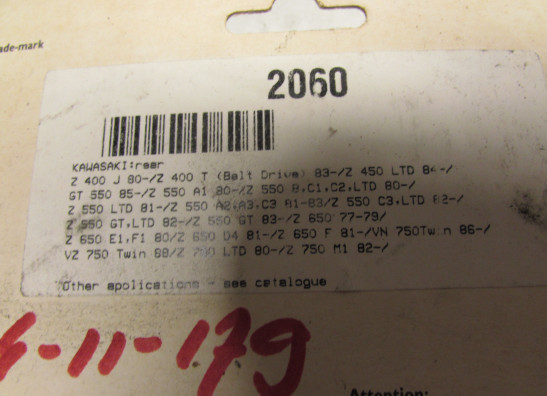 ade-mark
2060
KAWASAKI:rear
Z 400 J 80-/Z 400 T (Belt Drive) 83-/Z 450 LTD 84-/
GT 550 85-/Z 550 A1 80-/Z 550 B,C1,C2,LTD 80-/
Z 550 LTD 81-/Z 550 A2,A3,C3 81-83/Z 550 C3,LTD 82-/
Z 550 GT,LTD 82-/Z 550 GT 83-/Z 650 77-79/
Z 650 E1,F1 80/Z 650 D4 81-/Z 650 F 81-/VN 750Twin 86-/
VZ 750 Twin 88/Z 700 LTD 80-/Z 750 M1 82-/
Other applications - see catalogue
-11-179
Attention: